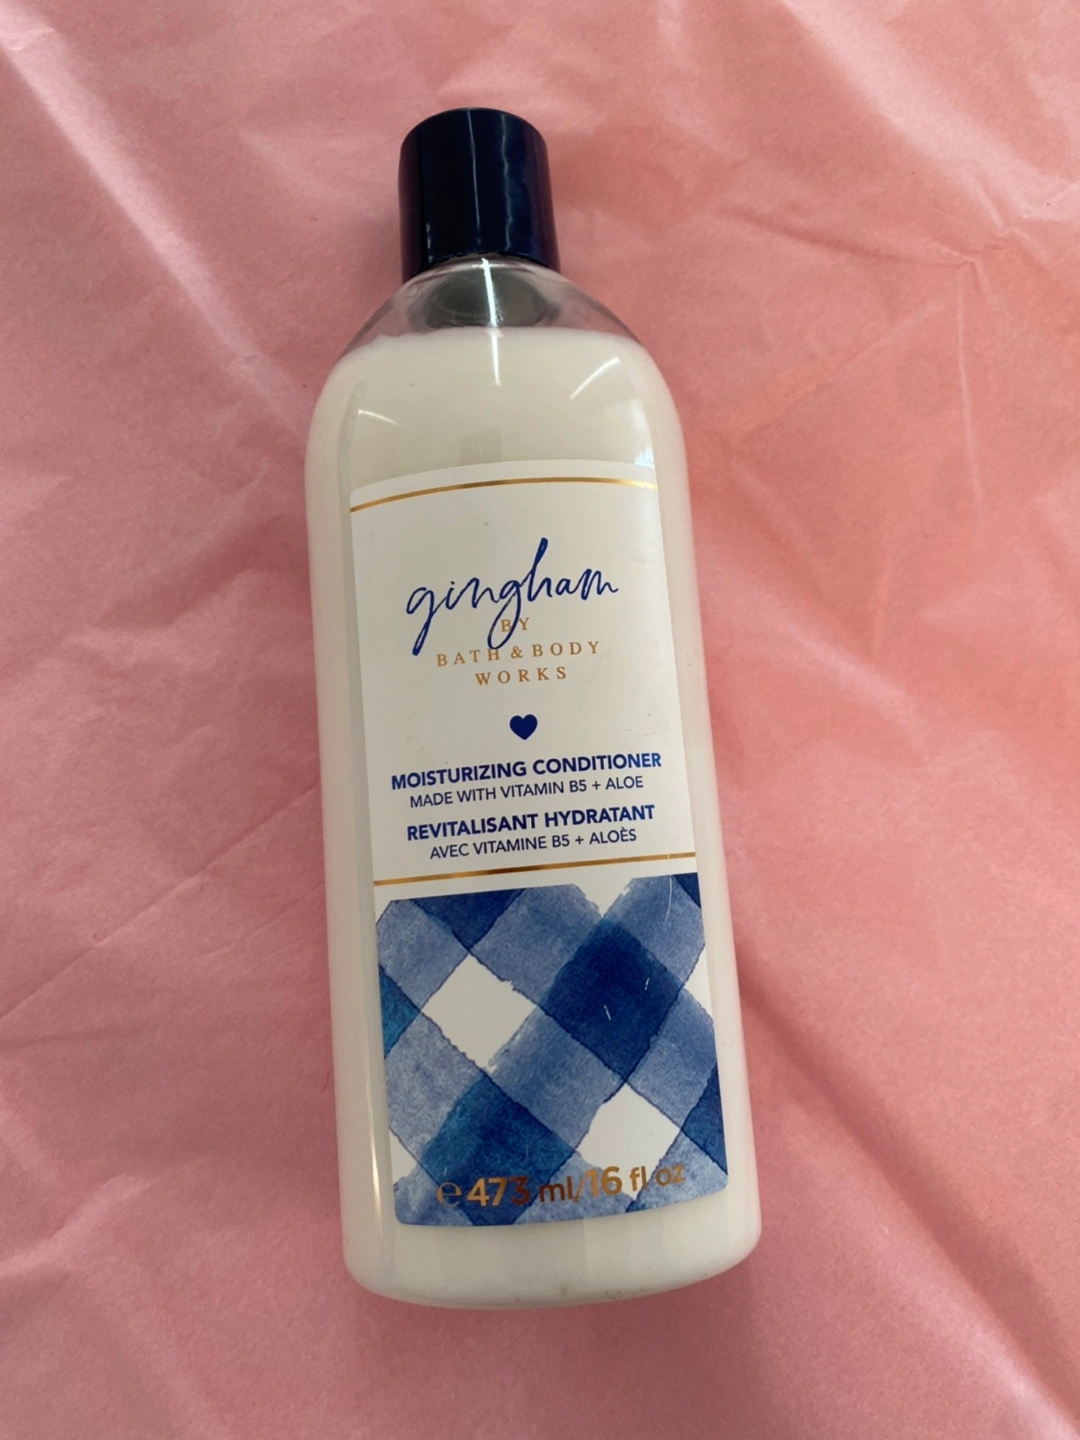 gingham
BY
BATH & BODY
WORKS
MOISTURIZING CONDITIONER
MADE WITH VITAMIN B5 + ALOE
REVITALISANT HYDRATANT
AVEC VITAMINE B5 + ALOÈS
℮ 473 ml/16 fl oz